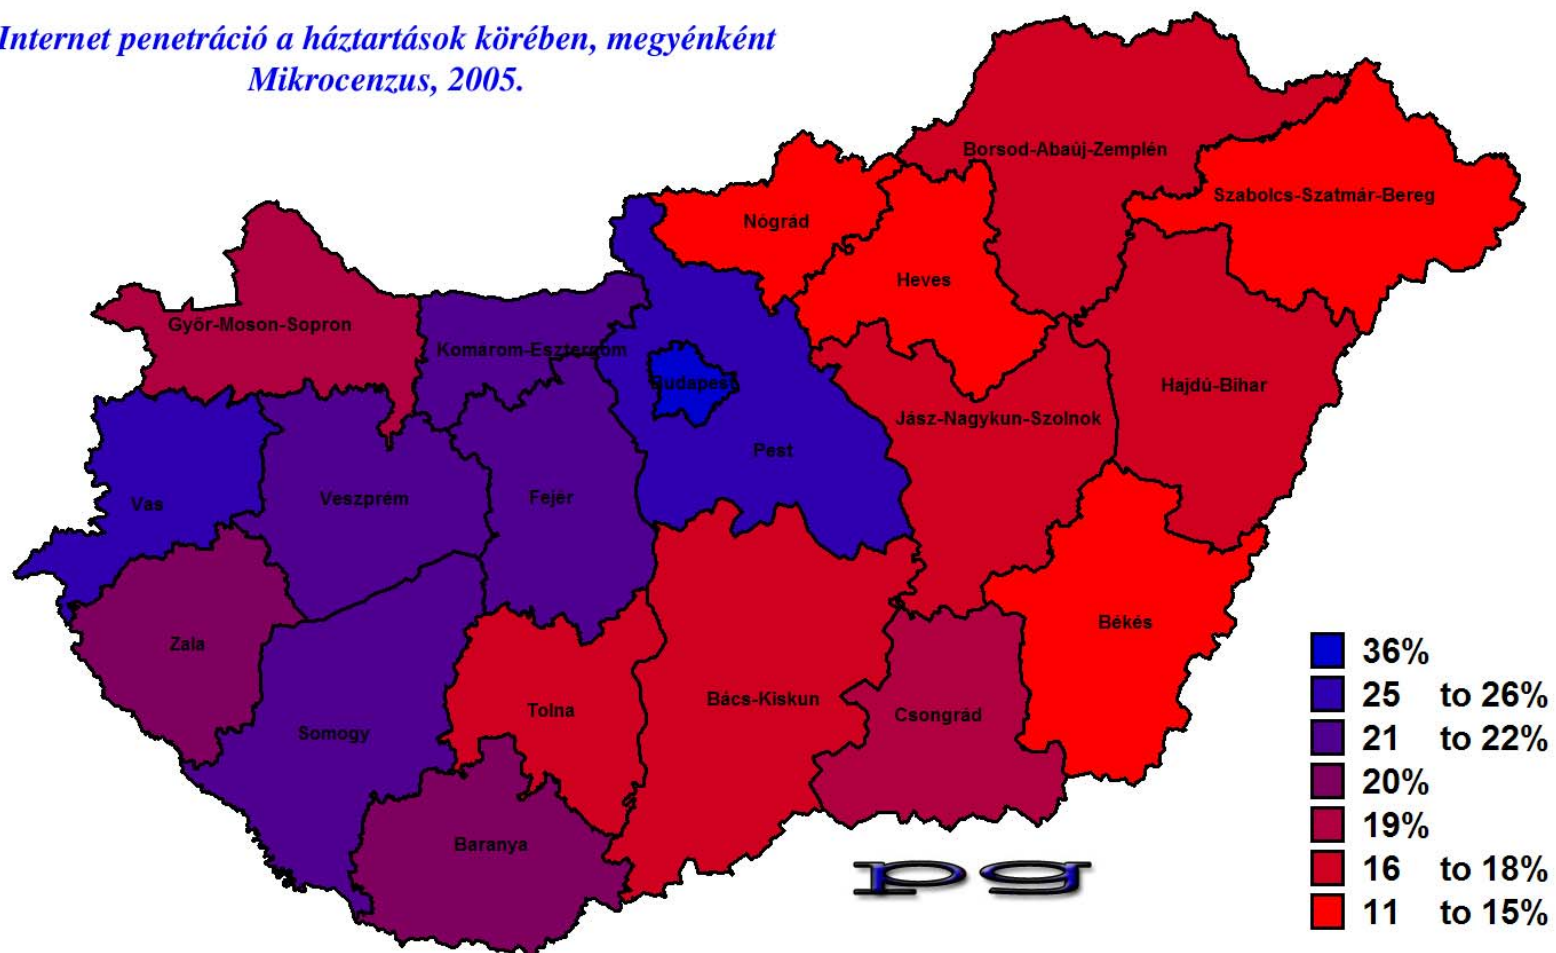 Internet penetráció a háztartások körében, megyénként
Mikrocenzus, 2005.
Borsod-Abaúj-Zemplén
Szabolcs-Szatmár-Bereg
Nógrád
Heves
Győr-Moson-Sopron
Komárom-Esztergom
Budapest
Hajdú-Bihar
Jász-Nagykun-Szolnok
Pest
Vas
Veszprém
Fejér
Békés
Zala
Bács-Kiskun
Tolna
Csongrád
Somogy
Baranya
36%
25 to 26%
21 to 22%
20%
19%
16 to 18%
11 to 15%
pg